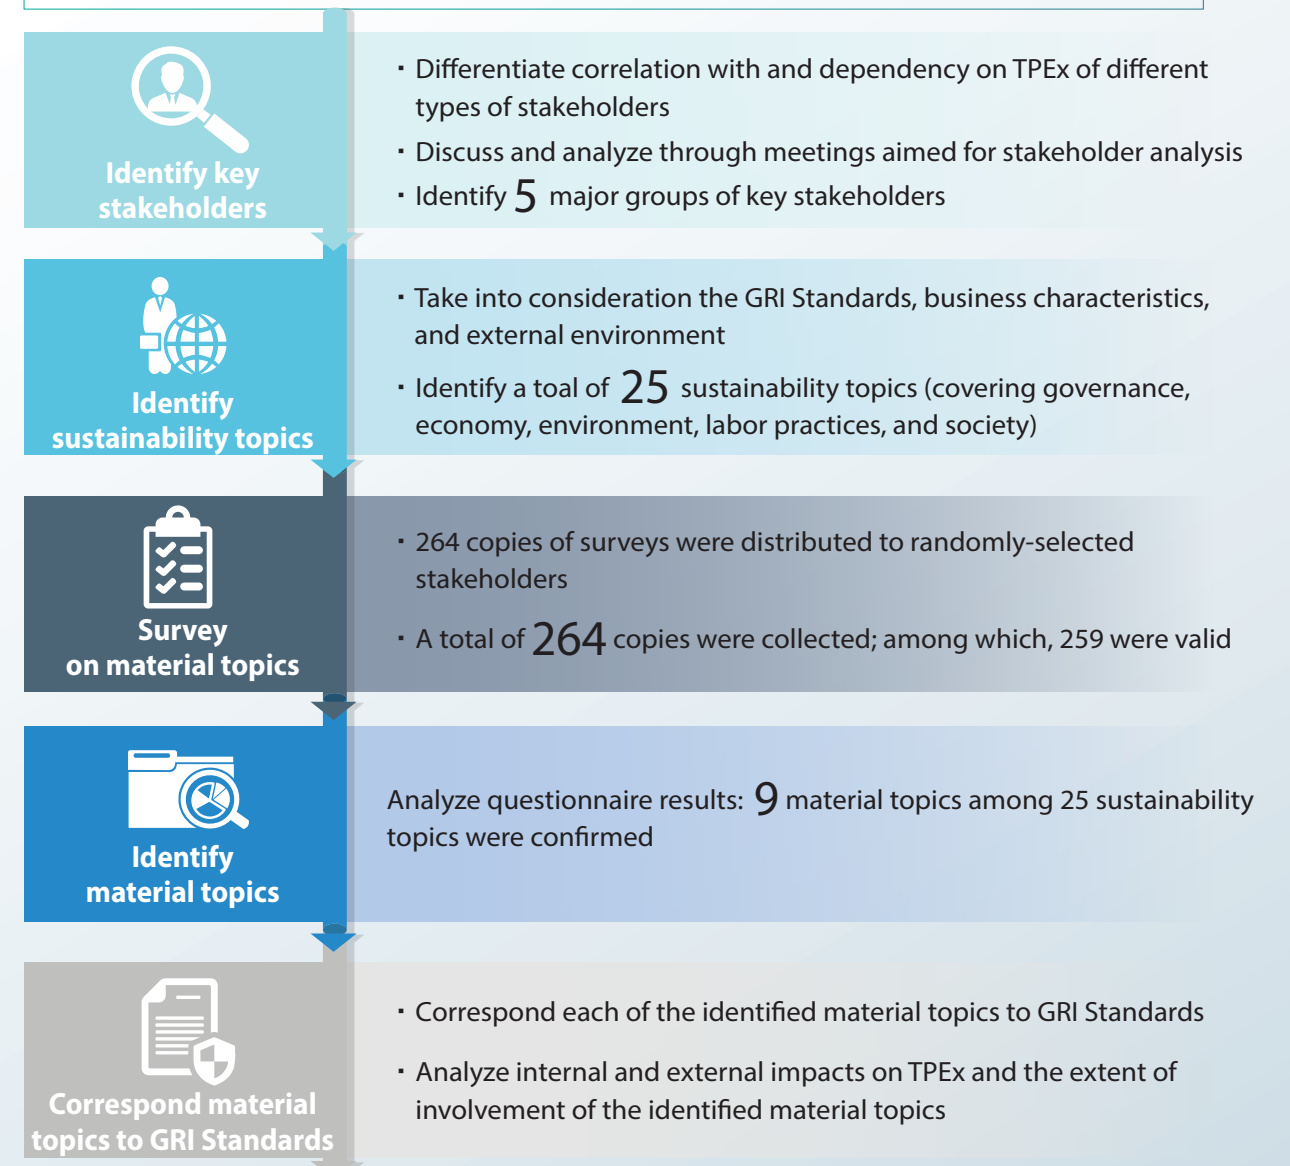 Identify key
stakeholders
· Differentiate correlation with and dependency on TPEx of different
types of stakeholders
· Discuss and analyze through meetings aimed for stakeholder analysis
· Identify 5 major groups of key stakeholders
Identify
sustainability topics
· Take into consideration the GRI Standards, business characteristics,
and external environment
· Identify a toal of 25 sustainability topics (covering governance,
economy, environment, labor practices, and society)
Survey
on material topics
· 264 copies of surveys were distributed to randomly-selected
stakeholders
· A total of 264 copies were collected; among which, 259 were valid
Identify
material topics
Analyze questionnaire results: 9 material topics among 25 sustainability
topics were confirmed
Correspond material
topics to GRI Standards
· Correspond each of the identified material topics to GRI Standards
· Analyze internal and external impacts on TPEx and the extent of
involvement of the identified material topics